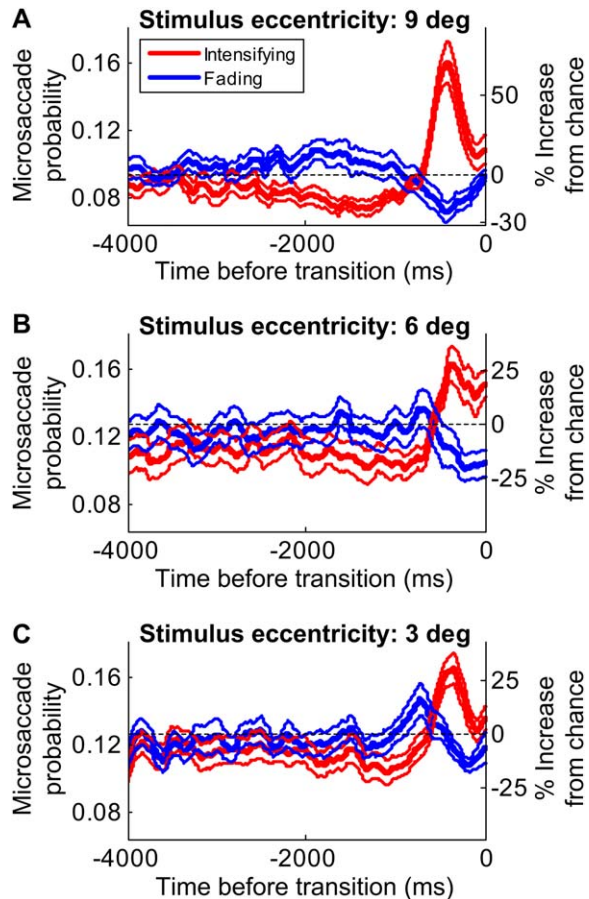 A
Stimulus eccentricity: 9 deg
Microsaccade
probability
0.16
0.12
0.08
Intensifying
Fading
50
0
-30
% Increase
from chance
-4000
-2000
0
Time before transition (ms)
B
Stimulus eccentricity: 6 deg
Microsaccade
probability
0.16
0.12
0.08
25
0
-25
% Increase
from chance
-4000
-2000
0
Time before transition (ms)
C
Stimulus eccentricity: 3 deg
Microsaccade
probability
0.16
0.12
0.08
25
0
-25
% Increase
from chance
-4000
-2000
0
Time before transition (ms)